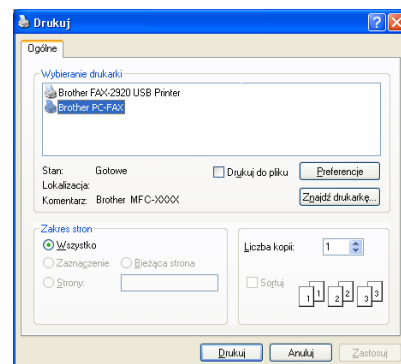 Drukuj
Ogólne
Wybieranie drukarki
Brother FAX-2920 USB Printer
Brother PC-FAX
Stan: Gotowe
Drukuj do pliku
Preferencje
Lokalizacja:
Komentarz: Brother MFC-XXXX
Znajdź drukarkę...
Zakres stron
Wszystko
Zaznaczenie Bieżąca strona
Strony:
Liczba kopii: 1
Sortuj
1 1 2 2 3 3
Drukuj Anuluj Zastosuj